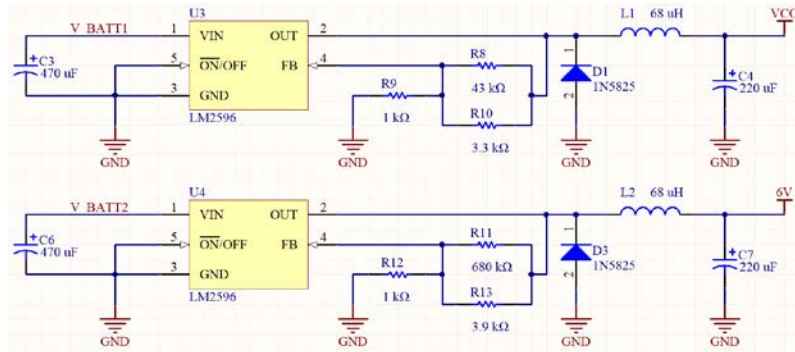 U3
L1 68 uH
VCC
V_BATT1
1 VIN OUT 2
C3
470 uF
5 ON/OFF FB 4
3 GND
LM2596
R8
43 kΩ
R9
1 kΩ
R10
3.3 kΩ
1
D1
1N5825
2
C4
220 uF
GND
GND
GND
GND
U4
L2 68 uH
6V
V_BATT2
1 VIN OUT 2
C6
470 uF
5 ON/OFF FB 4
3 GND
LM2596
R11
680 kΩ
R12
1 kΩ
R13
3.9 kΩ
1
D3
1N5825
2
C7
220 uF
GND
GND
GND
GND